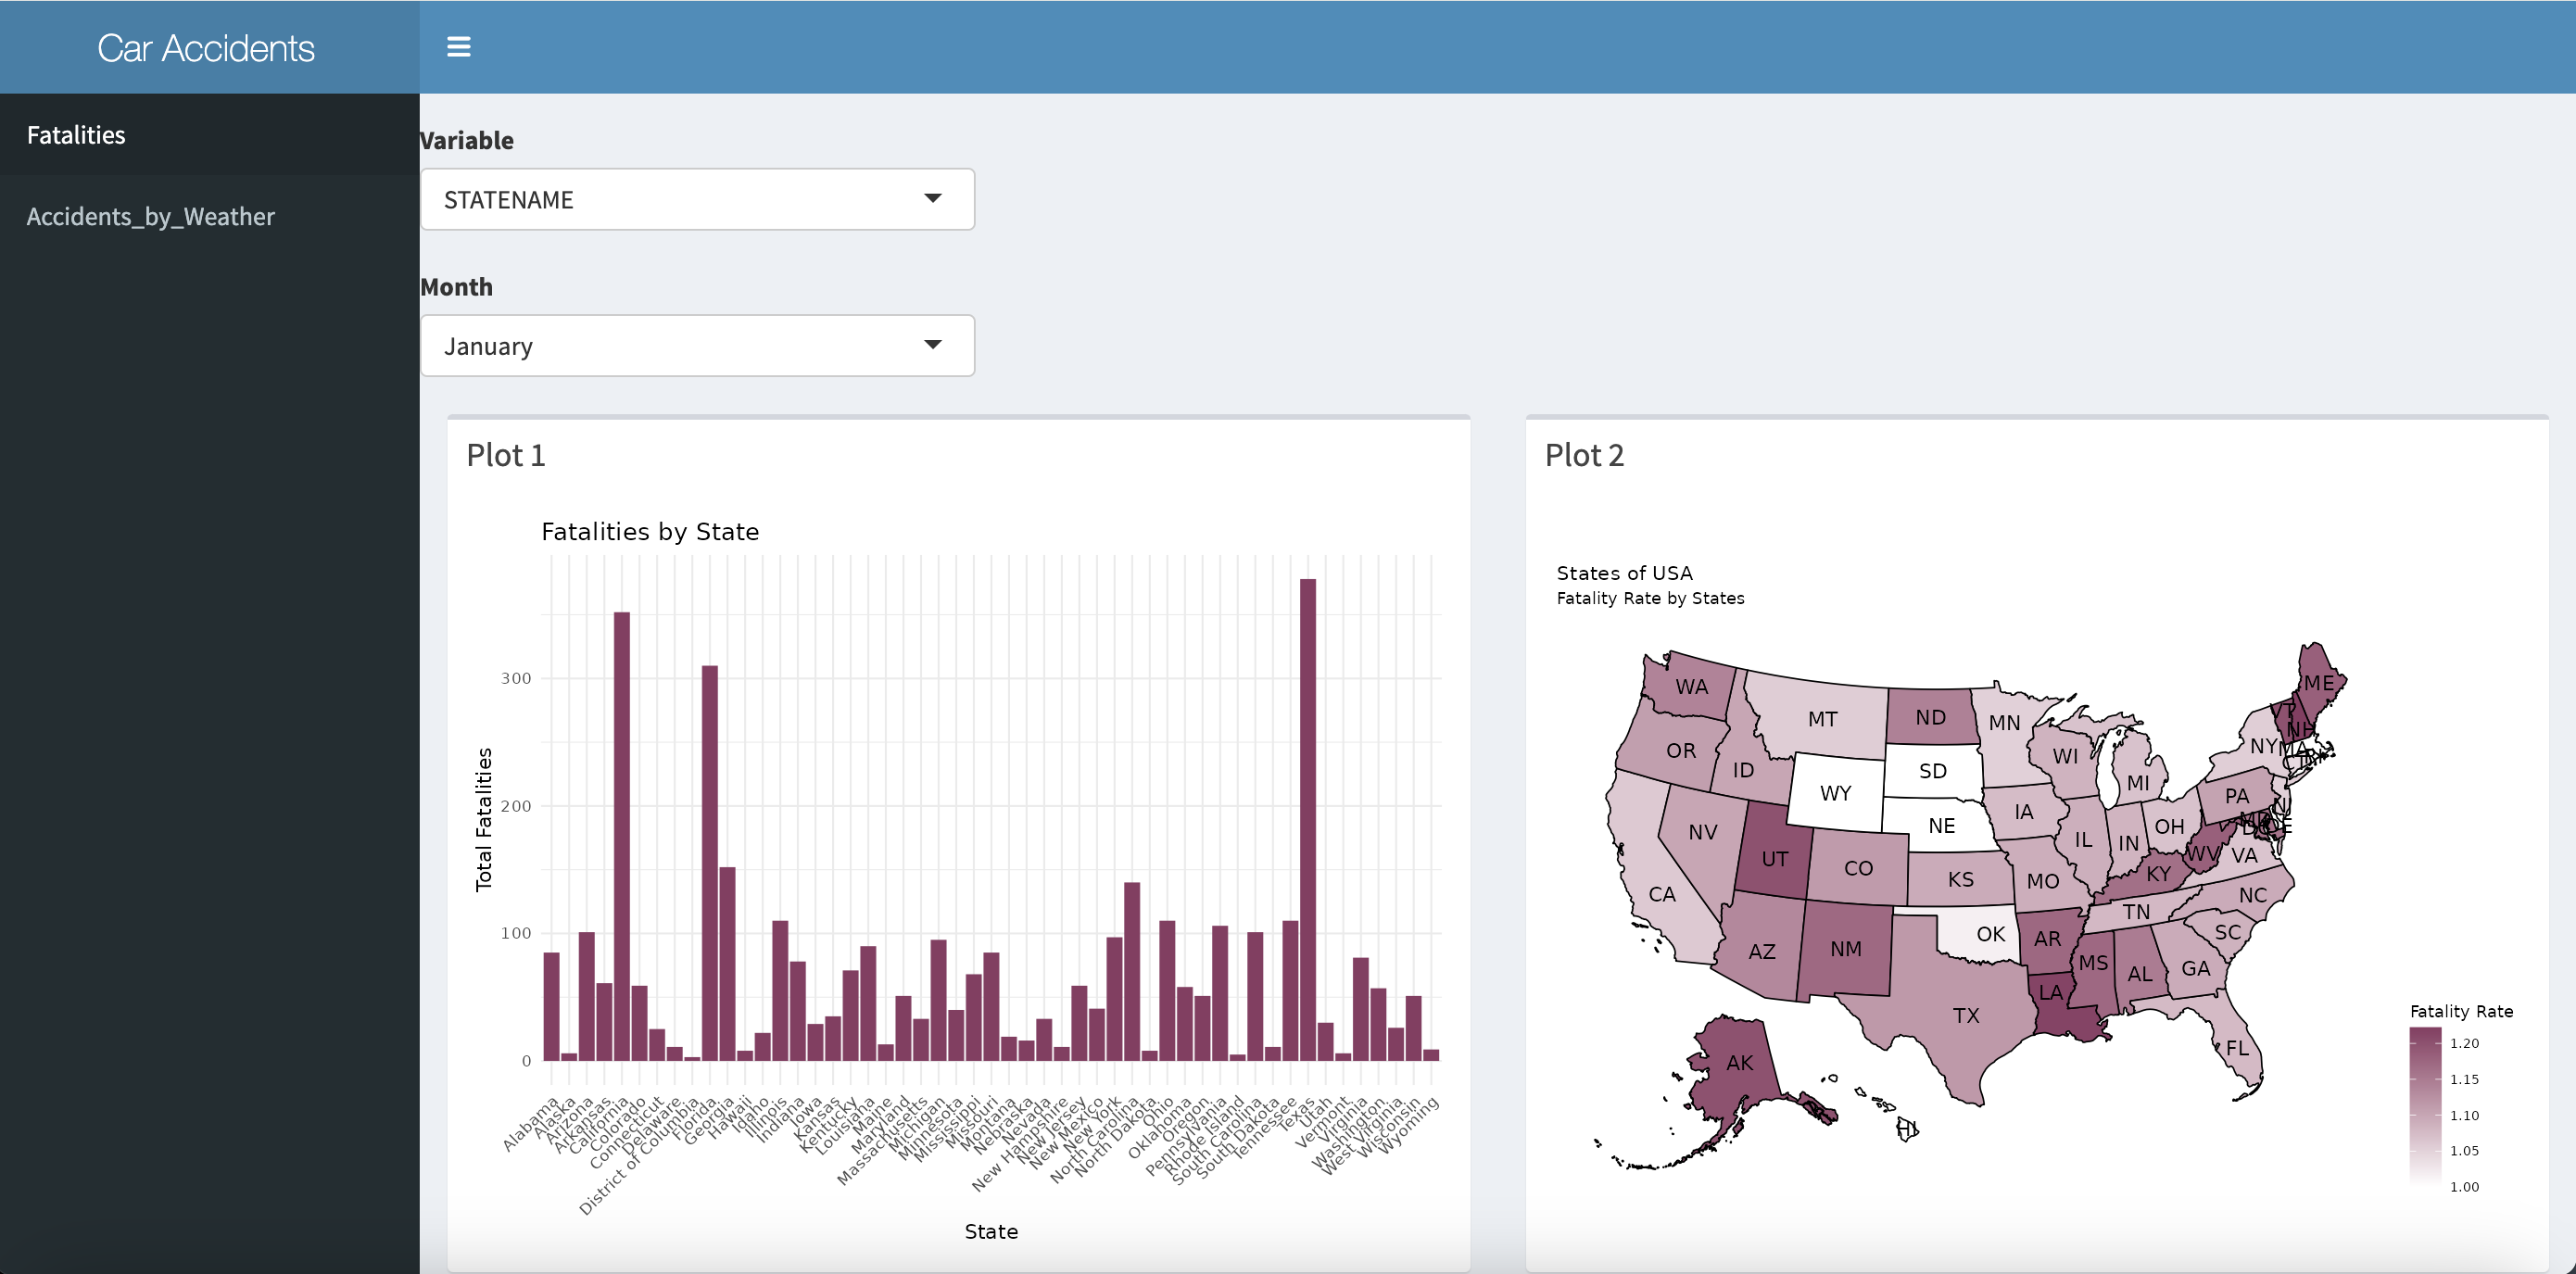 Car Accidents
Fatalities
Accidents_by_Weather
Variable
STATENAME
Month
January
Plot 1
Fatalities by State
Total Fatalities
300
200
100
0
Alabama
Alaska
Arizona
Arkansas
California
Colorado
Connecticut
Delaware
District of Columbia
Florida
Georgia
Hawaii
Idaho
Illinois
Indiana
Iowa
Kansas
Kentucky
Louisiana
Maine
Maryland
Massachusetts
Michigan
Minnesota
Mississippi
Missouri
Montana
Nebraska
Nevada
New Hampshire
New Jersey
New Mexico
New York
North Carolina
North Dakota
Ohio
Oklahoma
Oregon
Pennsylvania
Rhode Island
South Carolina
South Dakota
Tennessee
Texas
Utah
Vermont
Virginia
Washington
West Virginia
Wisconsin
Wyoming
State
Plot 2
States of USA
Fatality Rate by States
WA
MT
ND
MN
ME
VT
NH
OR
ID
WY
SD
WI
MI
NY
MA
CT
NV
UT
CO
NE
IA
IL
IN
OH
PA
NJ
DE
WV
VA
CA
KS
MO
KY
NC
TN
SC
AZ
NM
OK
AR
MS
AL
GA
LA
TX
FL
AK
HI
Fatality Rate
1.20
1.15
1.10
1.05
1.00